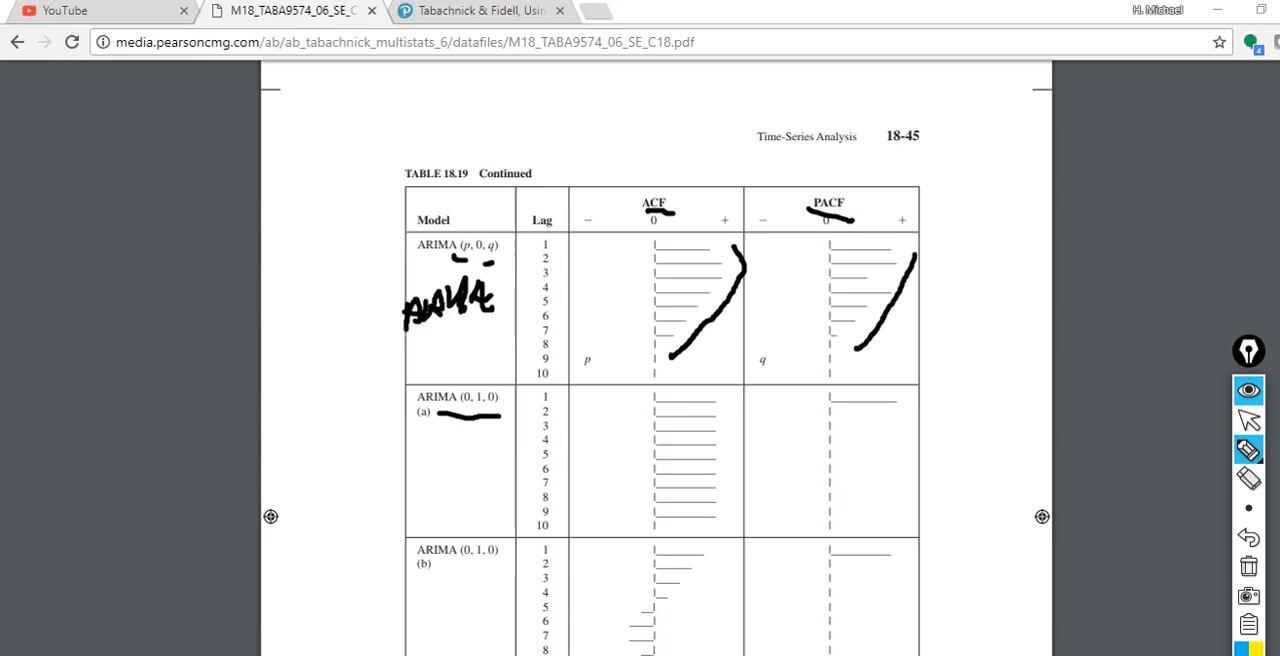 YouTube M18_TABA9574_06_SE_C Tabachnick & Fidell, Usin H. Michael
media.pearsoncmg.com/ab/ab_tabachnick_multistats_6/datafiles/M18_TABA9574_06_SE_C18.pdf 4
Time-Series Analysis 18-45
TABLE 18.19 Continued
ACF PACF
Model Lag − 0 + − 0 +
ARIMA (p, 0, q) 1
2
3
4
5
6
7
8
9 p q
10
ARIMA (0, 1, 0) 1
(a) 2
3
4
5
6
7
8
9
10
ARIMA (0, 1, 0) 1
(b) 2
3
4
5
6
7
8